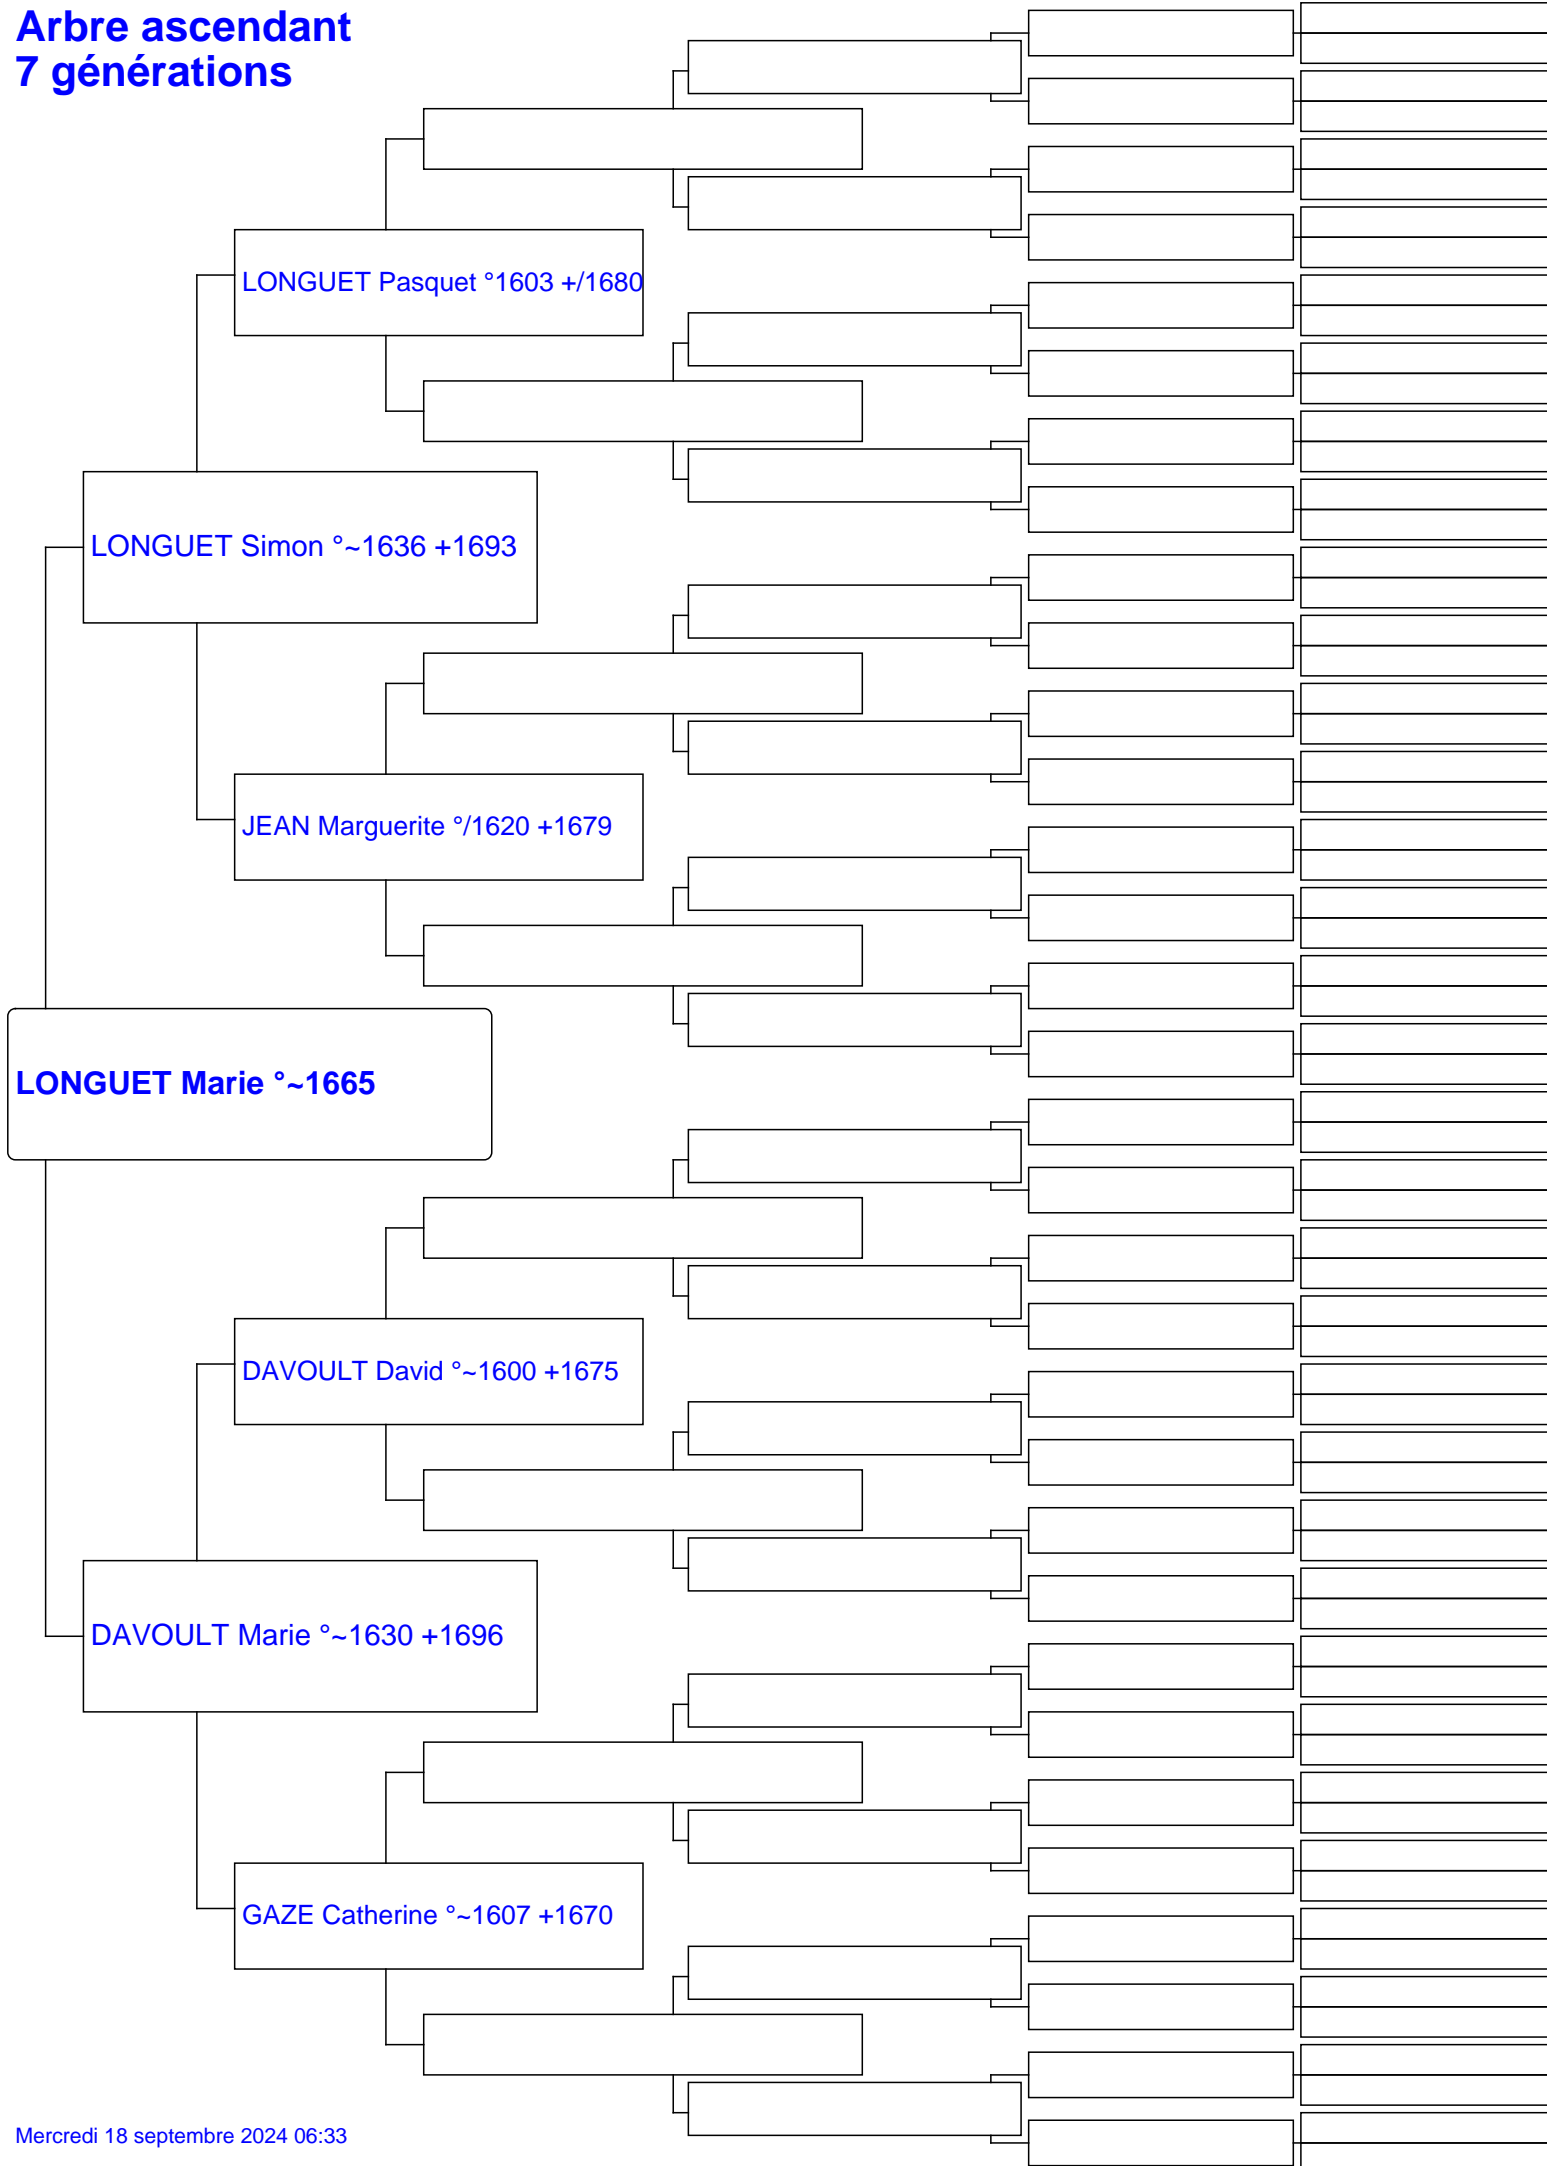 Arbre ascendant
7 générations
LONGUET Pasquet °1603 +/1680
LONGUET Simon °~1636 +1693
JEAN Marguerite °/1620 +1679
LONGUET Marie °~1665
DAVOULT David °~1600 +1675
DAVOULT Marie °~1630 +1696
GAZE Catherine °~1607 +1670
Mercredi 18 septembre 2024 06:33